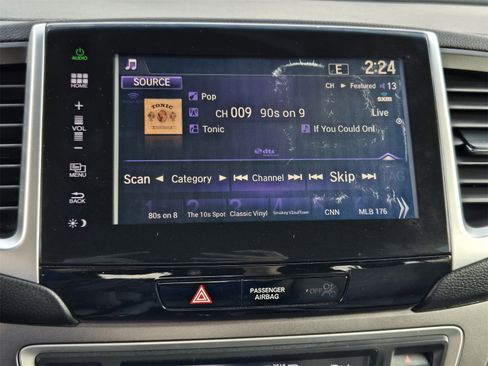 AUDIO
E
2:24
SOURCE
CH ► Featured 13
sxm
HOME
Pop
TONIC
CH 009 90s on 9
Live
+
VOL
−
Tonic
If You Could Onl
dts
MENU
Scan ◄ Category ► ⏮ Channel ⏭ ⏮ Skip ⏭ TAG
BACK
80s on 8 The 10s Spot Classic Vinyl SmokeyVSoulTown CNN MLB 176
PASSENGER
AIRBAG
OFF